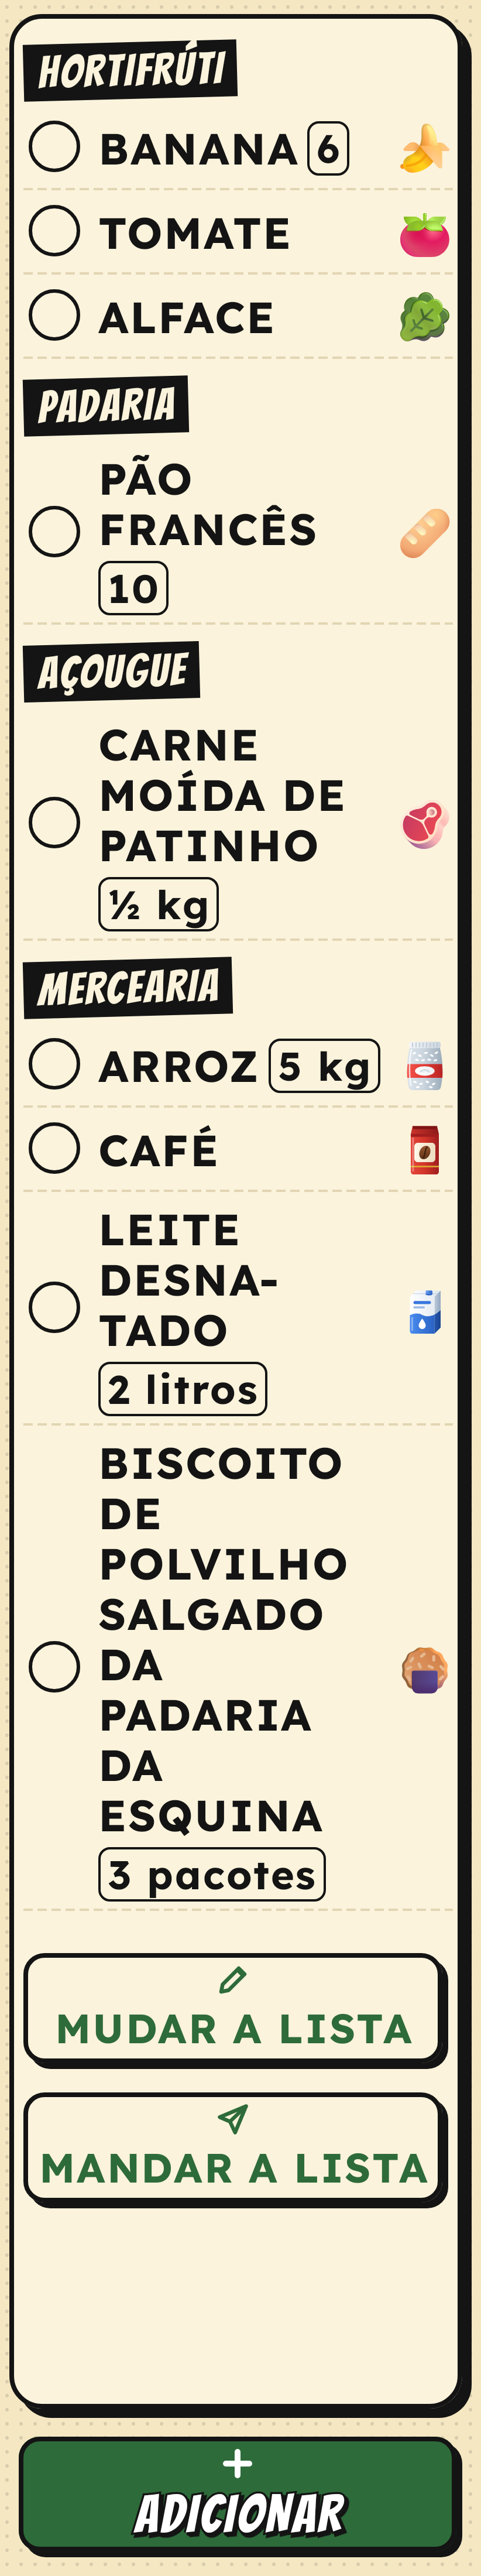 HORTIFRÚTI
BANANA 6
TOMATE
ALFACE
PADARIA
PÃO
FRANCÊS
10
AÇOUGUE
CARNE
MOÍDA DE
PATINHO
½ kg
MERCEARIA
ARROZ 5 kg
CAFÉ
LEITE
DESNA-
TADO
2 litros
BISCOITO
DE
POLVILHO
SALGADO
DA
PADARIA
DA
ESQUINA
3 pacotes
MUDAR A LISTA
MANDAR A LISTA
ADICIONAR